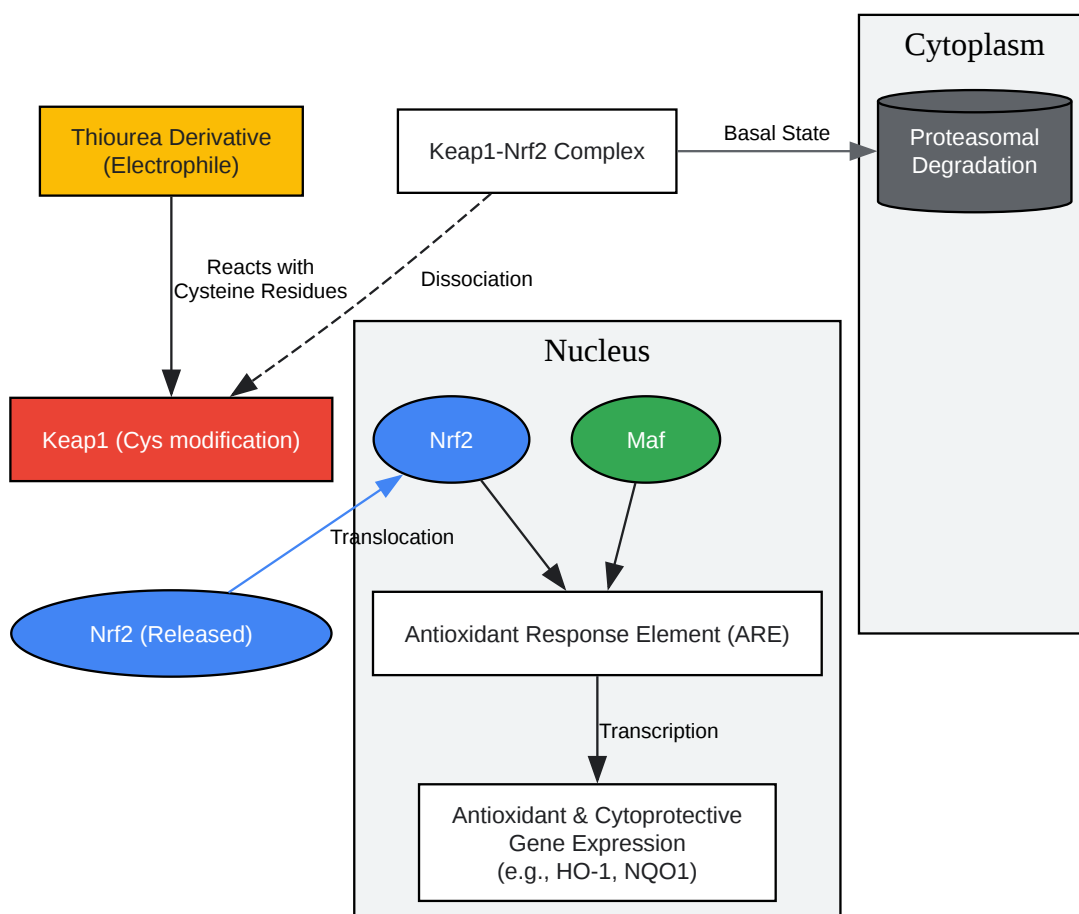 Cytoplasm
Thiourea Derivative
(Electrophile)
Keap1-Nrf2 Complex
Basal State
Proteasomal
Degradation
Reacts with
Cysteine Residues
Dissociation
Nucleus
Keap1 (Cys modification)
Nrf2
Maf
Translocation
Nrf2 (Released)
Antioxidant Response Element (ARE)
Transcription
Antioxidant & Cytoprotective
Gene Expression
(e.g., HO-1, NQO1)